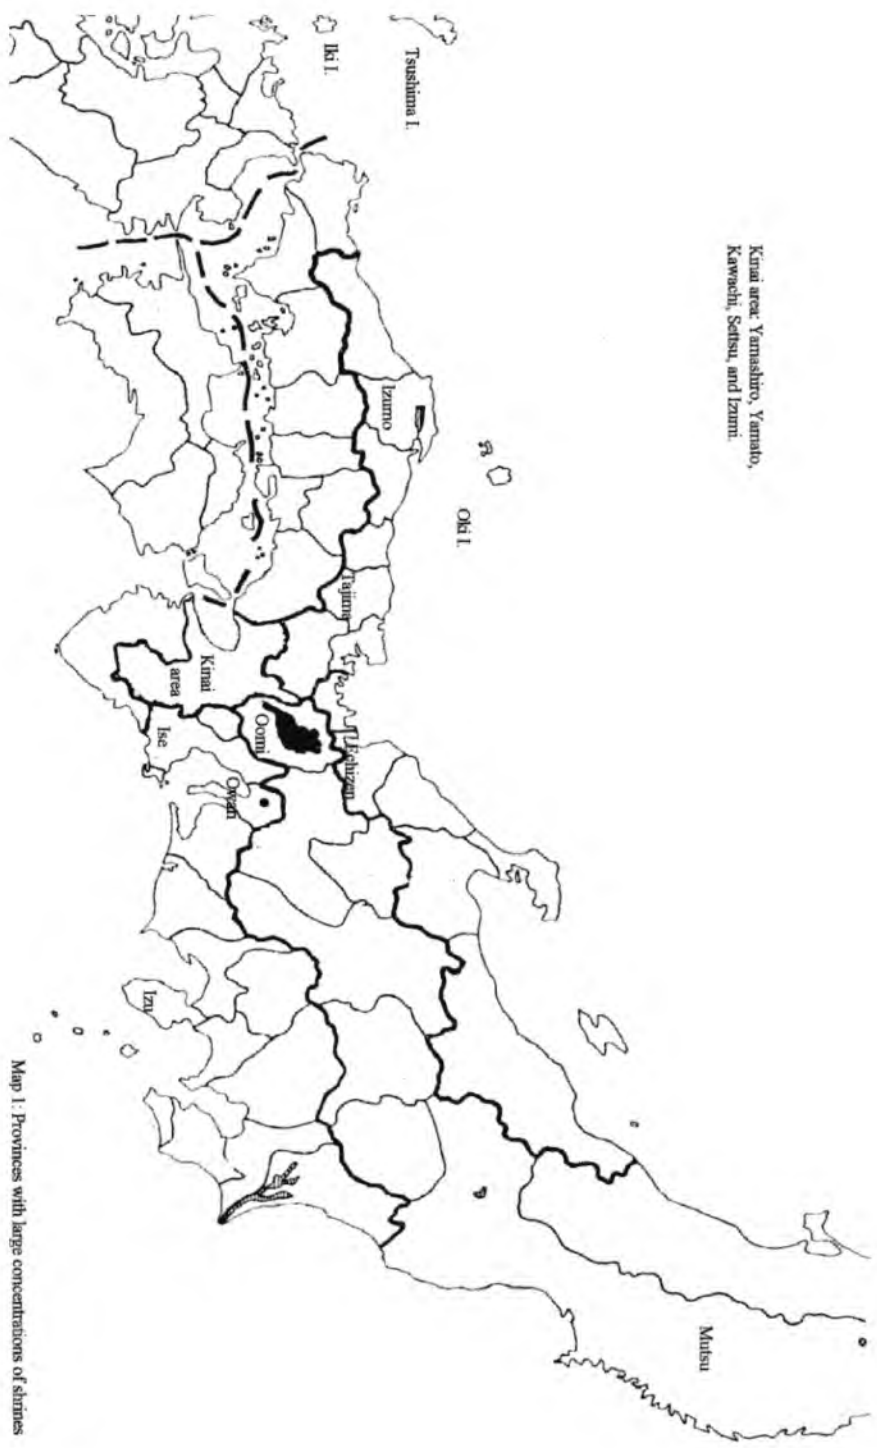 Kinai area: Yamashiro, Yamato,
Kawachi, Settsu, and Izumi.
Tsushima I.
Iki I.
Oki I.
Izumo
Tajima
Echizen
Kinai
area
Oomi
Ise
Owari
Izu
Mutsu
Map 1: Provinces with large concentrations of shrines